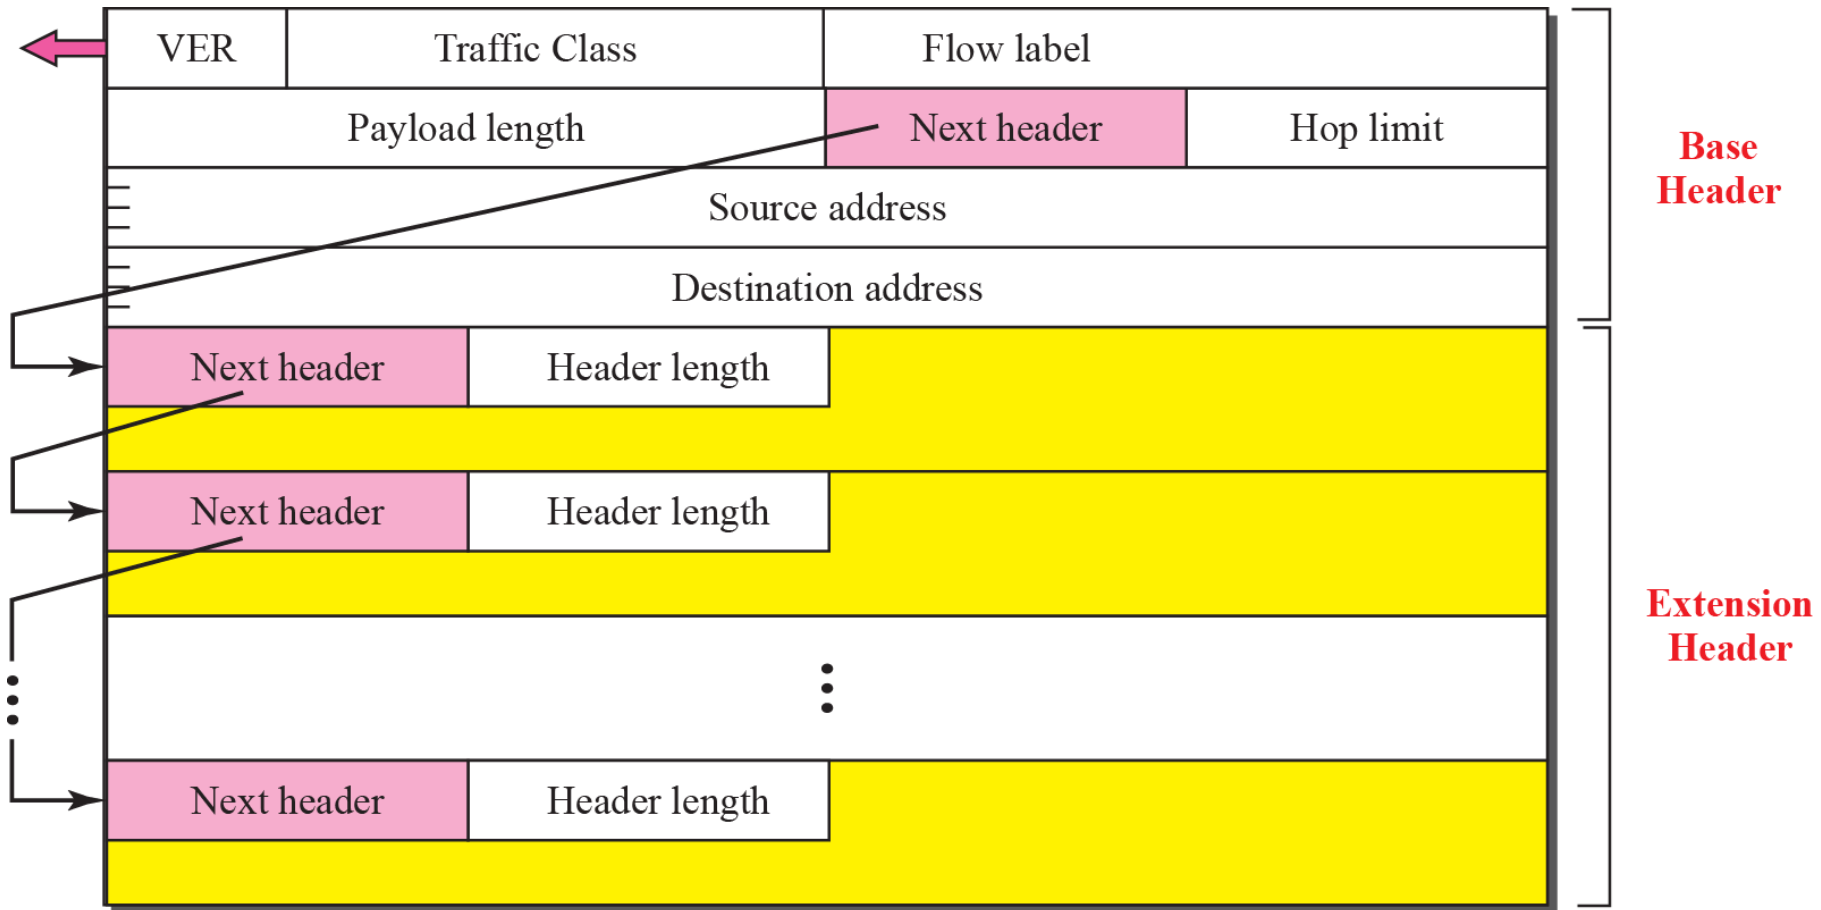 VER Traffic Class Flow label
Payload length Next header Hop limit
Source address
Destination address
Base
Header
Next header Header length
Next header Header length
Next header Header length
Extension
Header